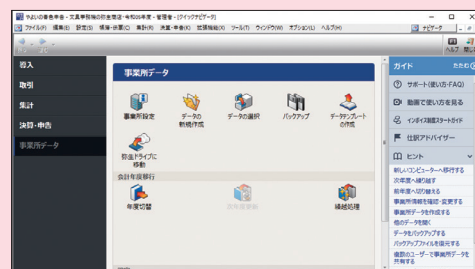 やよいの青色申告 - 文具事務機の弥生商店・令和05年度 - 管理者 - [クイックナビゲータ]
ファイル(F) 編集(E) 設定(S) 帳簿・伝票(C) 集計(R) 決算・申告(K) 拡張機能(X) ツール(T) ウィンドウ(W) オプション(L) ヘルプ(H)
ナビゲータ
ヘルプ
導入
取引
集計
決算・申告
事業所データ
事業所データ
事業所設定
データの
新規作成
データの選択
バックアップ
データテンプレート
の作成
弥生ドライブに
移動
会計年度移行
年度切替
繰越処理
ガイド
たたむ
サポート(使い方・FAQ)
動画で使い方を見る
インボイス制度スタートガイド
仕訳アドバイザー
ヒント
新しいコンピューターへ移行する
次年度へ繰り越す
前年度へ切り替える
事業所情報を確認・変更する
事業所データを作成する
他のデータを開く
データをバックアップする
バックアップファイルを復元する
複数のユーザーで事業所データを
共有する